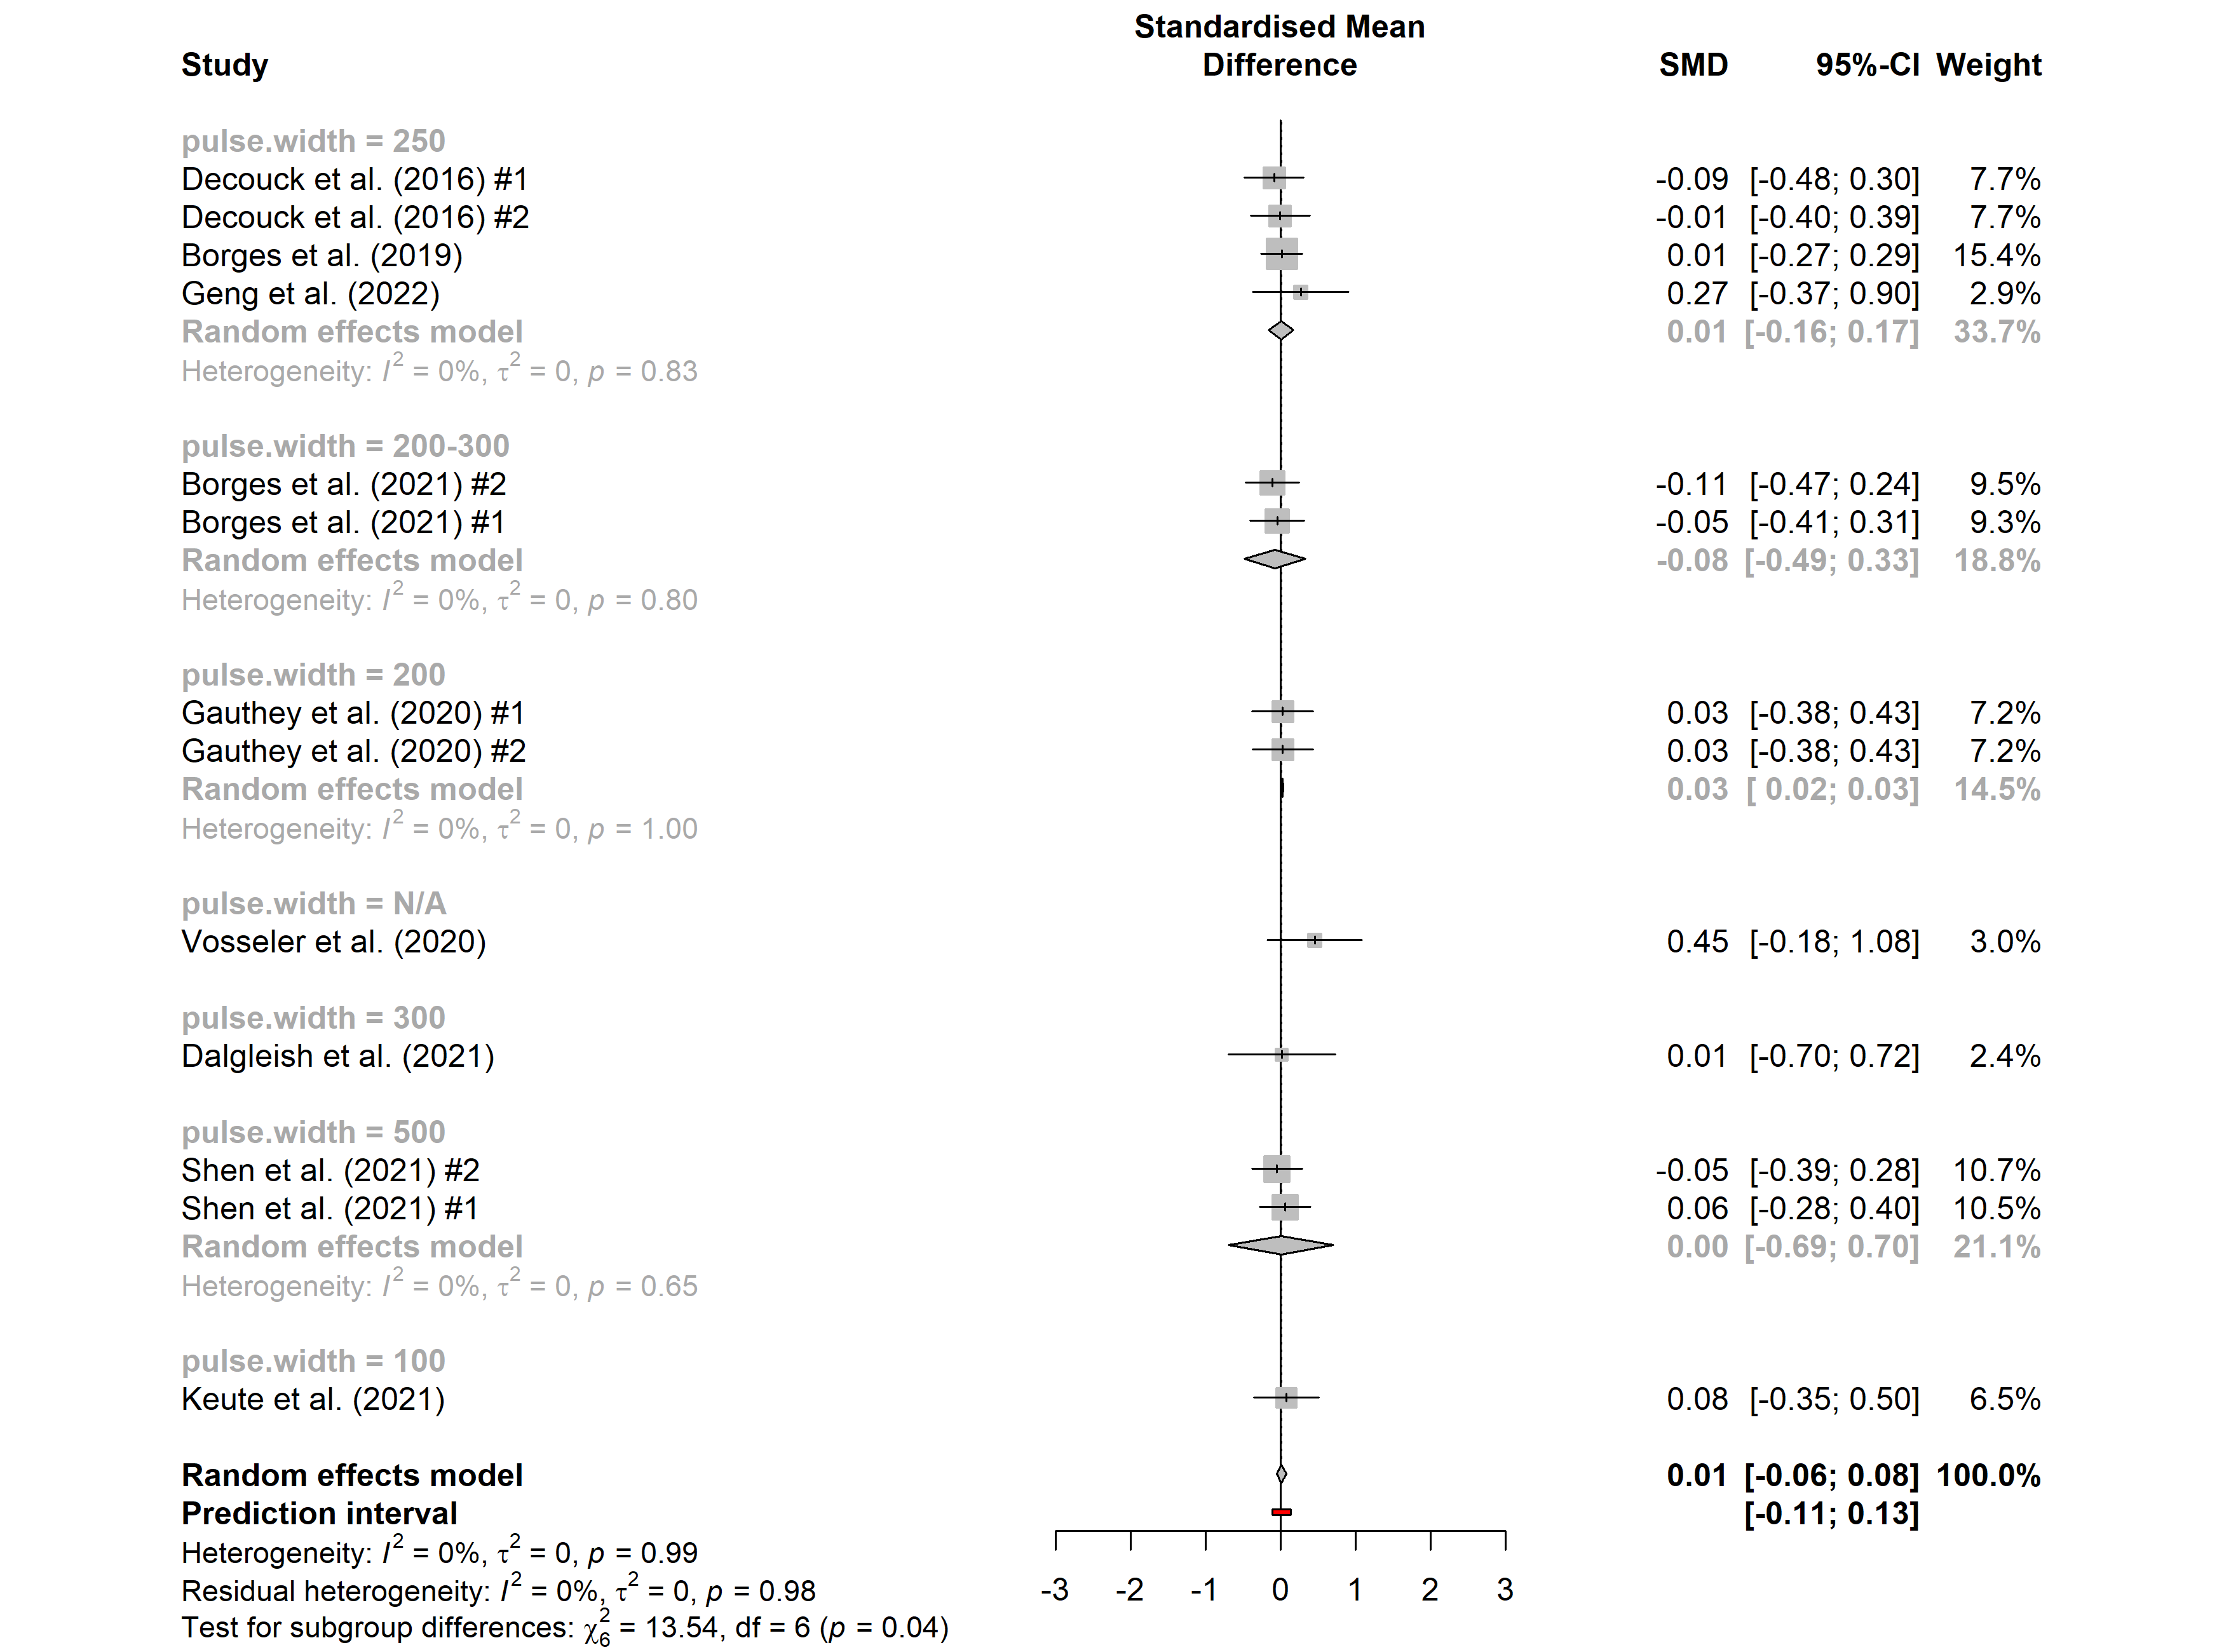 Standardised Mean
Study Difference SMD 95%-CI Weight
pulse.width = 250
Decouck et al. (2016) #1 -0.09 [-0.48; 0.30] 7.7%
Decouck et al. (2016) #2 -0.01 [-0.40; 0.39] 7.7%
Borges et al. (2019) 0.01 [-0.27; 0.29] 15.4%
Geng et al. (2022) 0.27 [-0.37; 0.90] 2.9%
Random effects model 0.01 [-0.16; 0.17] 33.7%
Heterogeneity: I² = 0%, τ² = 0, p = 0.83
pulse.width = 200-300
Borges et al. (2021) #2 -0.11 [-0.47; 0.24] 9.5%
Borges et al. (2021) #1 -0.05 [-0.41; 0.31] 9.3%
Random effects model -0.08 [-0.49; 0.33] 18.8%
Heterogeneity: I² = 0%, τ² = 0, p = 0.80
pulse.width = 200
Gauthey et al. (2020) #1 0.03 [-0.38; 0.43] 7.2%
Gauthey et al. (2020) #2 0.03 [-0.38; 0.43] 7.2%
Random effects model 0.03 [ 0.02; 0.03] 14.5%
Heterogeneity: I² = 0%, τ² = 0, p = 1.00
pulse.width = N/A
Vosseler et al. (2020) 0.45 [-0.18; 1.08] 3.0%
pulse.width = 300
Dalgleish et al. (2021) 0.01 [-0.70; 0.72] 2.4%
pulse.width = 500
Shen et al. (2021) #2 -0.05 [-0.39; 0.28] 10.7%
Shen et al. (2021) #1 0.06 [-0.28; 0.40] 10.5%
Random effects model 0.00 [-0.69; 0.70] 21.1%
Heterogeneity: I² = 0%, τ² = 0, p = 0.65
pulse.width = 100
Keute et al. (2021) 0.08 [-0.35; 0.50] 6.5%
Random effects model 0.01 [-0.06; 0.08] 100.0%
Prediction interval [-0.11; 0.13]
Heterogeneity: I² = 0%, τ² = 0, p = 0.99
Residual heterogeneity: I² = 0%, τ² = 0, p = 0.98
-3 -2 -1 0 1 2 3
Test for subgroup differences: χ²₆ = 13.54, df = 6 (p = 0.04)